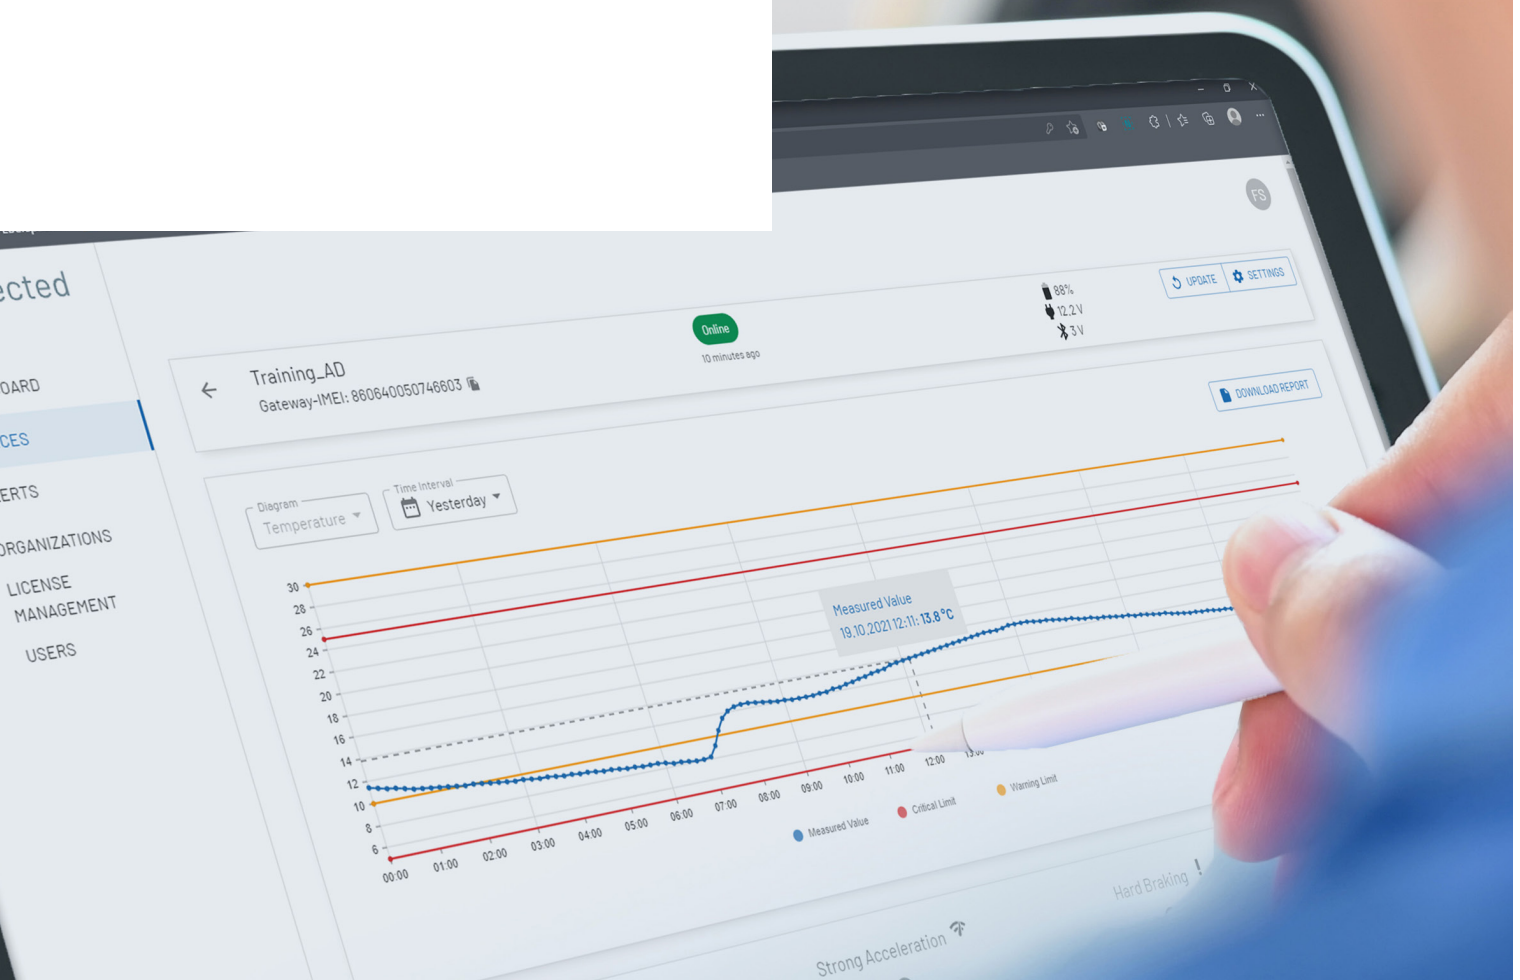 ected
FS
OARD
CES
ERTS
ORGANIZATIONS
LICENSE
MANAGEMENT
USERS
Training_AD
Gateway-IMEI: 860640050746603
Online
10 minutes ago
88%
12.2 V
3 V
UPDATE
SETTINGS
DOWNLOAD REPORT
Diagram
Temperature
Time Interval
Yesterday
30
28
26
24
22
20
18
16
14
12
10
8
6
Measured Value
19.10.2021 12:11: 13.8 °C
00:00
01:00
02:00
03:00
04:00
05:00
06:00
07:00
08:00
09:00
10:00
11:00
12:00
13:00
Measured Value
Critical Limit
Warning Limit
Strong Acceleration
Hard Braking